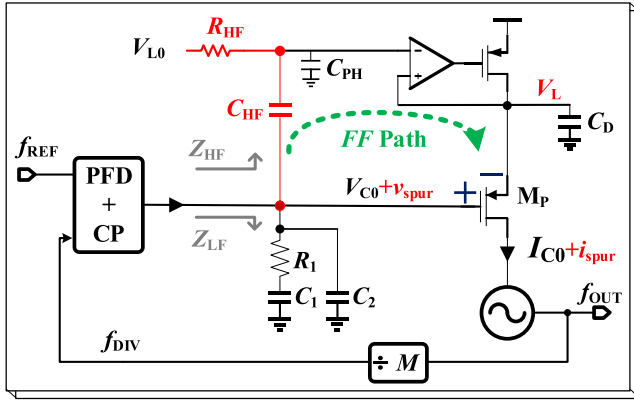 R_HF
V_L0
C_PH
−
+
V_L
C_HF
C_D
FF Path
f_REF
Z_HF
PFD
+
CP
V_C0+v_spur
+
−
M_P
Z_LF
R_1
I_C0+i_spur
C_1
C_2
f_OUT
f_DIV
÷ M